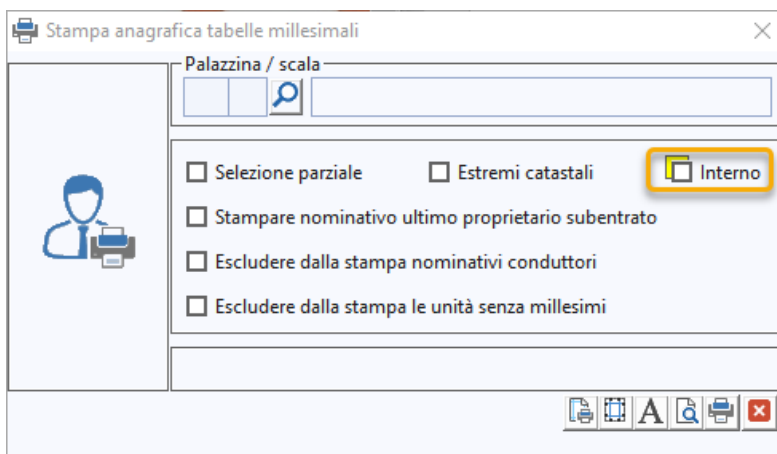 Stampa anagrafica tabelle millesimali
Palazzina / scala
Selezione parziale Estremi catastali Interno
Stampare nominativo ultimo proprietario subentrato
Escludere dalla stampa nominativi conduttori
Escludere dalla stampa le unità senza millesimi
A